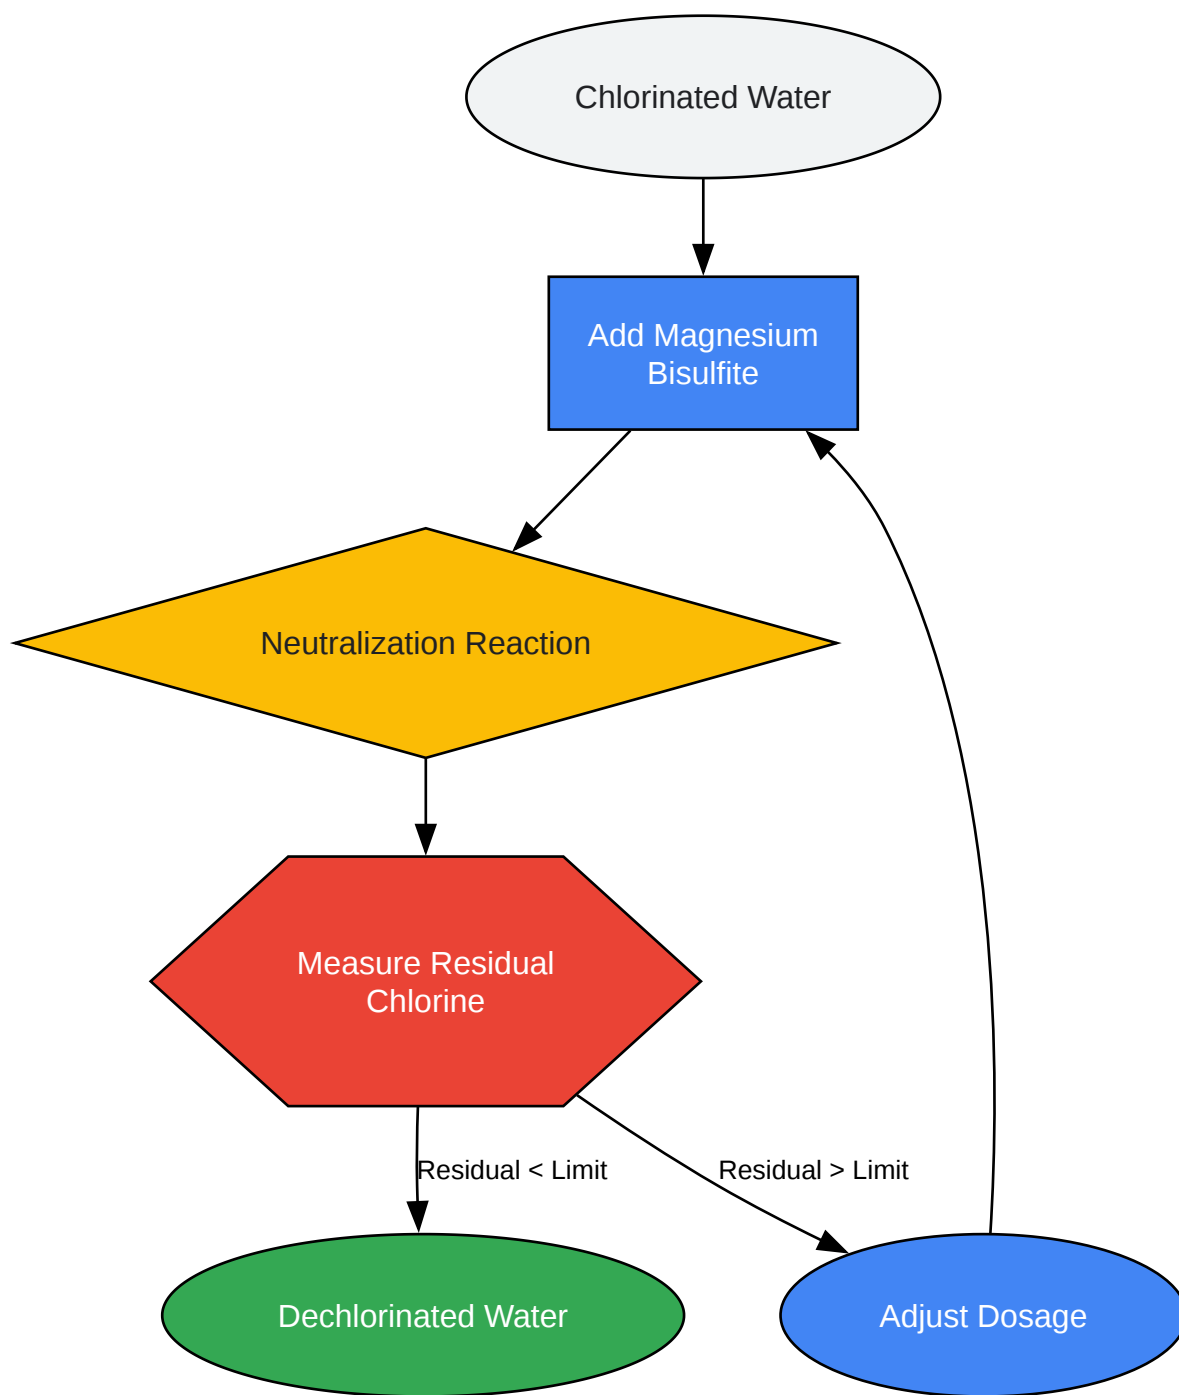 Chlorinated Water
Add Magnesium
Bisulfite
Neutralization Reaction
Measure Residual
Chlorine
Residual < Limit
Residual > Limit
Dechlorinated Water
Adjust Dosage